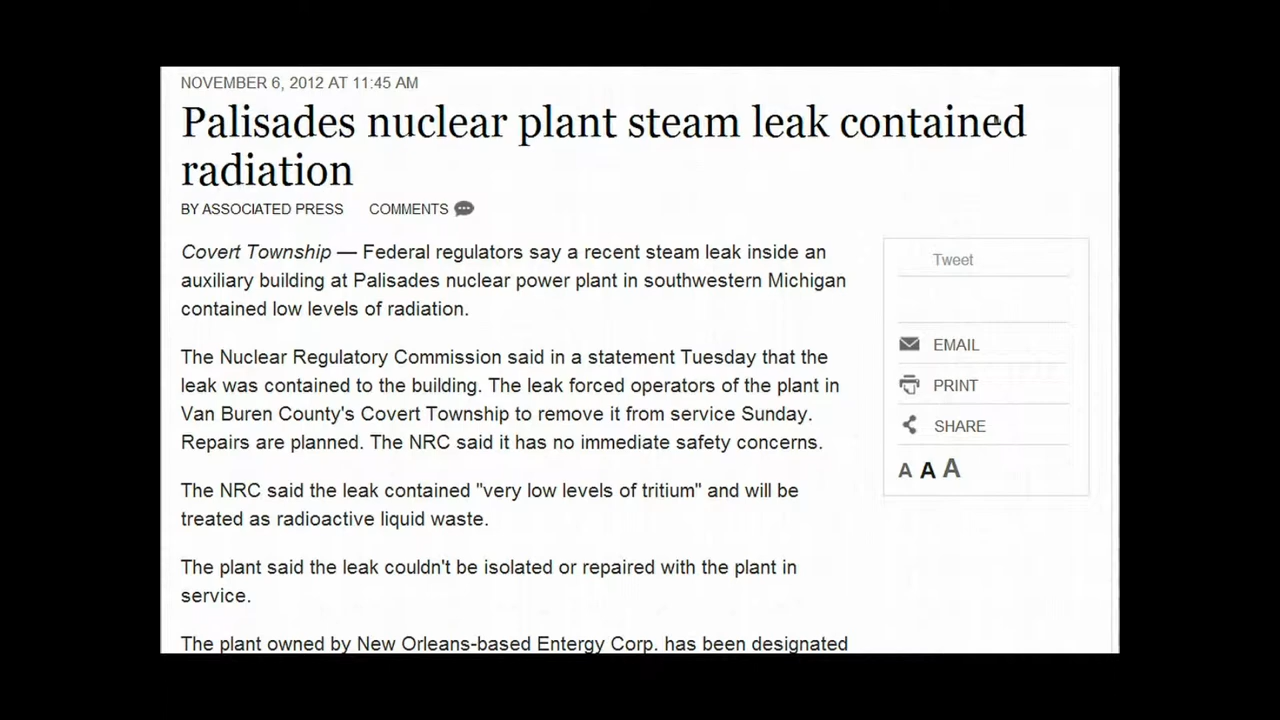 NOVEMBER 6, 2012 AT 11:45 AM
Palisades nuclear plant steam leak contained
radiation
BY ASSOCIATED PRESS COMMENTS
Covert Township — Federal regulators say a recent steam leak inside an
auxiliary building at Palisades nuclear power plant in southwestern Michigan
contained low levels of radiation.
The Nuclear Regulatory Commission said in a statement Tuesday that the
leak was contained to the building. The leak forced operators of the plant in
Van Buren County's Covert Township to remove it from service Sunday.
Repairs are planned. The NRC said it has no immediate safety concerns.
The NRC said the leak contained "very low levels of tritium" and will be
treated as radioactive liquid waste.
The plant said the leak couldn't be isolated or repaired with the plant in
service.
The plant owned by New Orleans-based Entergy Corp. has been designated
Tweet
EMAIL
PRINT
SHARE
A A A